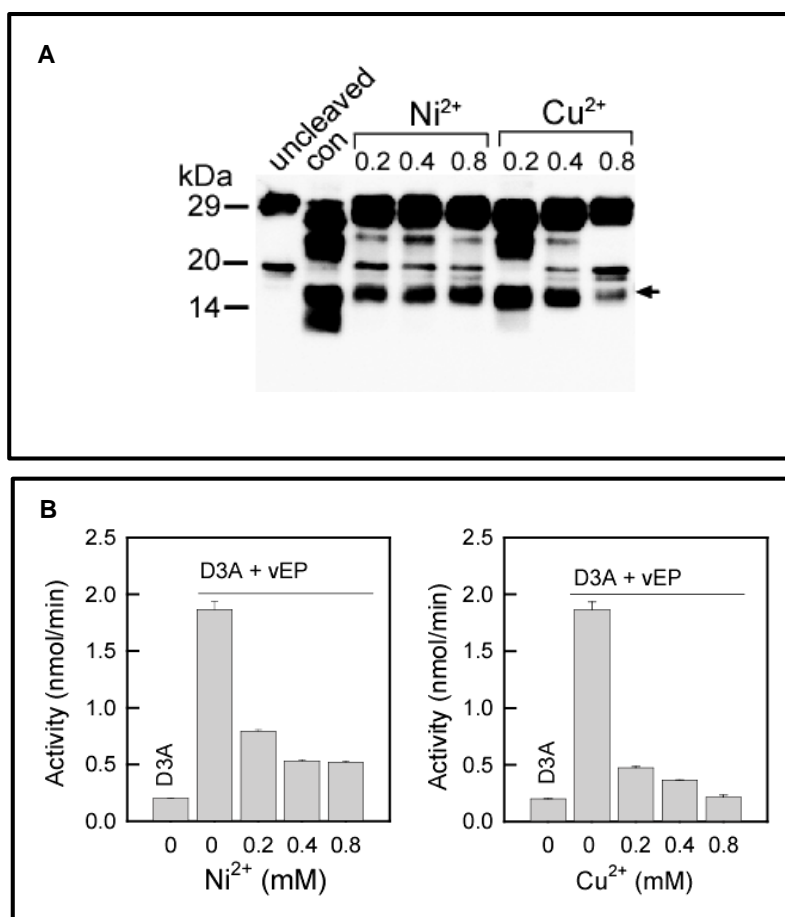 A
uncleaved
con
Ni²⁺
Cu²⁺
0.2 0.4 0.8 0.2 0.4 0.8
kDa
29
20
14
B
2.5
2.0
1.5
1.0
0.5
0.0
Activity (nmol/min)
D3A + vEP
D3A
0 0 0.2 0.4 0.8
Ni²⁺ (mM)
2.5
2.0
1.5
1.0
0.5
0.0
Activity (nmol/min)
D3A + vEP
D3A
0 0 0.2 0.4 0.8
Cu²⁺ (mM)